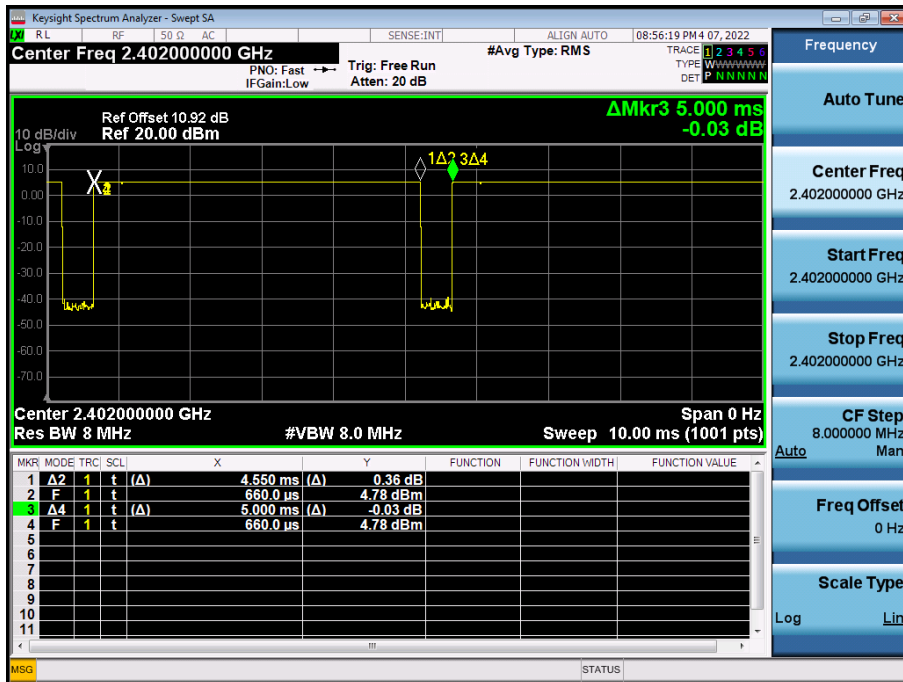 Keysight Spectrum Analyzer - Swept SA
LXI RL RF 50 Ω AC SENSE:INT ALIGN AUTO 08:56:19 PM 4 07, 2022
Center Freq 2.402000000 GHz #Avg Type: RMS TRACE 1 2 3 4 5 6
PNO: Fast Trig: Free Run TYPE WWWWWW
IFGain:Low Atten: 20 dB DET P N N N N N
ΔMkr3 5.000 ms
-0.03 dB
Ref Offset 10.92 dB
10 dB/div Ref 20.00 dBm
Log
1Δ2 3Δ4
10.0
0.00
-10.0
-20.0
-30.0
-40.0
-50.0
-60.0
-70.0
Center 2.402000000 GHz Span 0 Hz
Res BW 8 MHz #VBW 8.0 MHz Sweep 10.00 ms (1001 pts)
MKR MODE TRC SCL X Y FUNCTION FUNCTION WIDTH FUNCTION VALUE
1 Δ2 1 t (Δ) 4.550 ms (Δ) 0.36 dB
2 F 1 t 660.0 µs 4.78 dBm
3 Δ4 1 t (Δ) 5.000 ms (Δ) -0.03 dB
4 F 1 t 660.0 µs 4.78 dBm
5
6
7
8
9
10
11
MSG STATUS
Frequency
Auto Tune
Center Freq
2.402000000 GHz
Start Freq
2.402000000 GHz
Stop Freq
2.402000000 GHz
CF Step
8.000000 MHz
Auto Man
Freq Offset
0 Hz
Scale Type
Log Lin